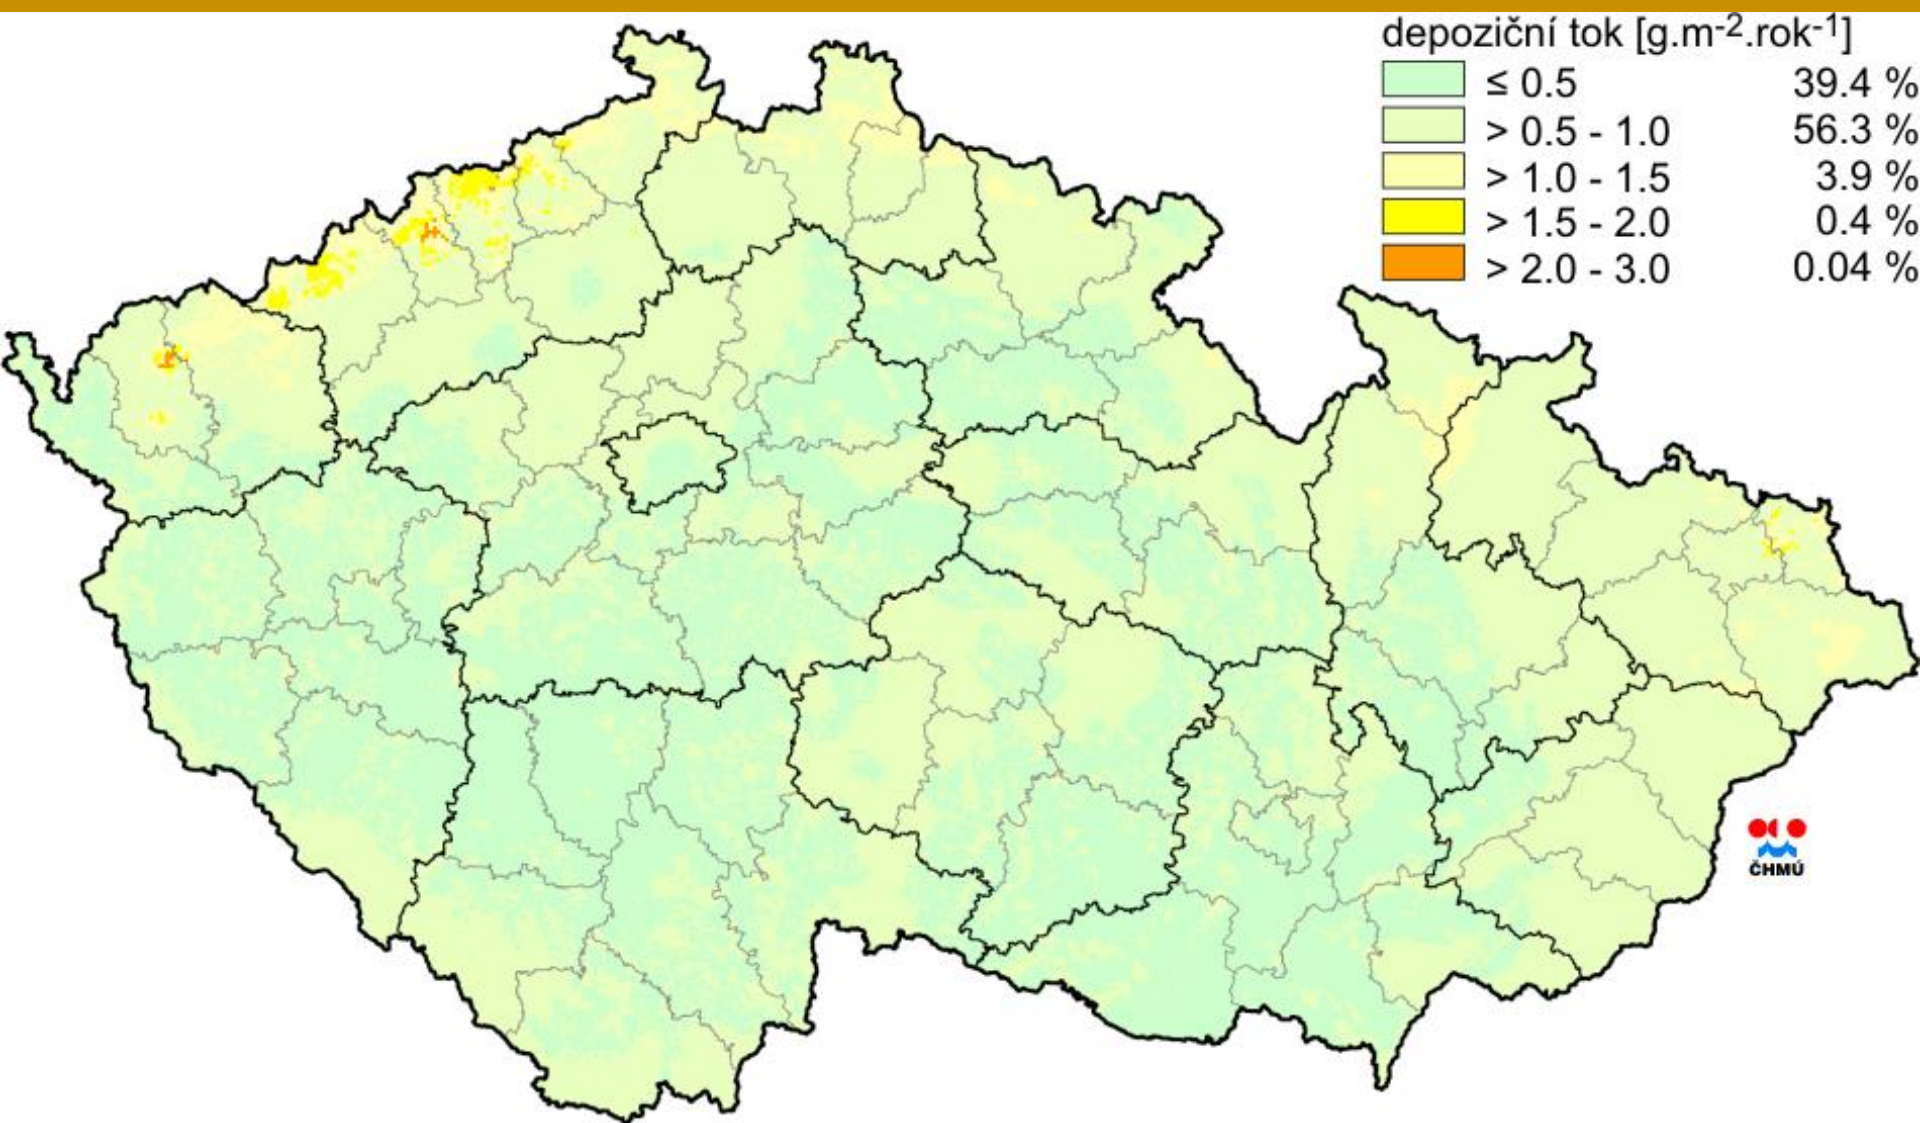 depoziční tok [g.m-2.rok-1]
≤ 0.5 39.4 %
> 0.5 - 1.0 56.3 %
> 1.0 - 1.5 3.9 %
> 1.5 - 2.0 0.4 %
> 2.0 - 3.0 0.04 %
ČHMÚ